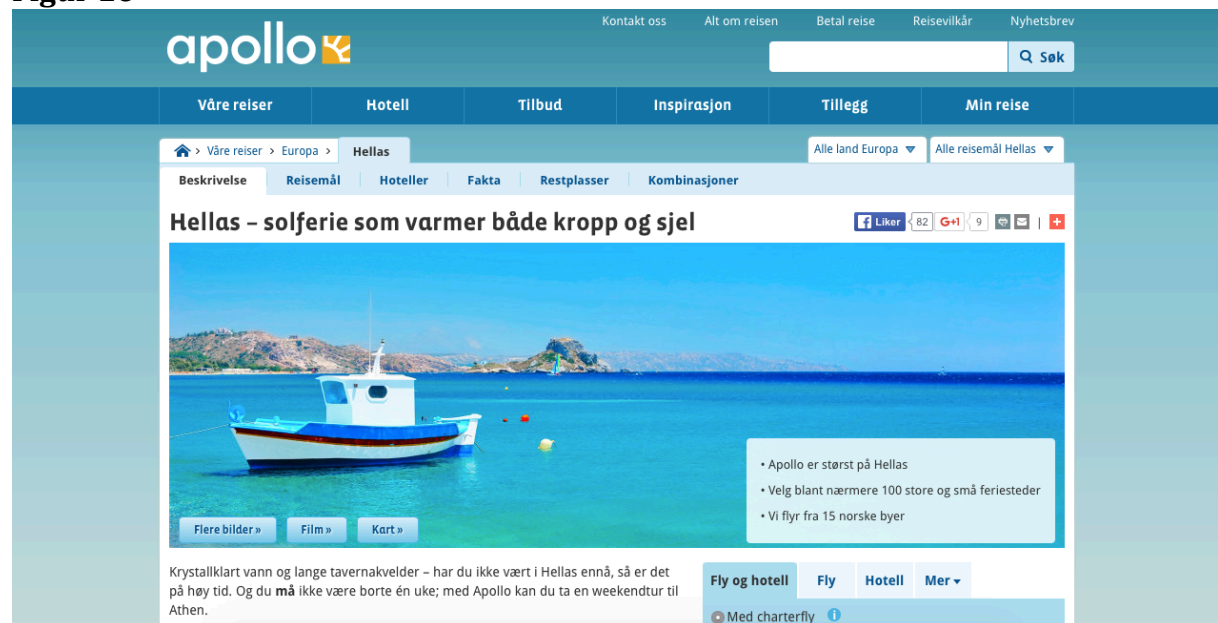 Kontakt oss Alt om reisen Betal reise Reisevilkår Nyhetsbrev
apollo
Søk
Våre reiser Hotell Tilbud Inspirasjon Tillegg Min reise
> Våre reiser > Europa > Hellas Alle land Europa Alle reisemål Hellas
Beskrivelse Reisemål Hoteller Fakta Restplasser Kombinasjoner
Hellas – solferie som varmer både kropp og sjel
Liker 82 G+1 9 | +
• Apollo er størst på Hellas
• Velg blant nærmere 100 store og små feriesteder
• Vi flyr fra 15 norske byer
Flere bilder » Film » Kart »
Krystallklart vann og lange tavernakvelder – har du ikke vært i Hellas ennå, så er det
på høy tid. Og du må ikke være borte én uke; med Apollo kan du ta en weekendtur til
Athen.
Fly og hotell Fly Hotell Mer
Med charterfly i